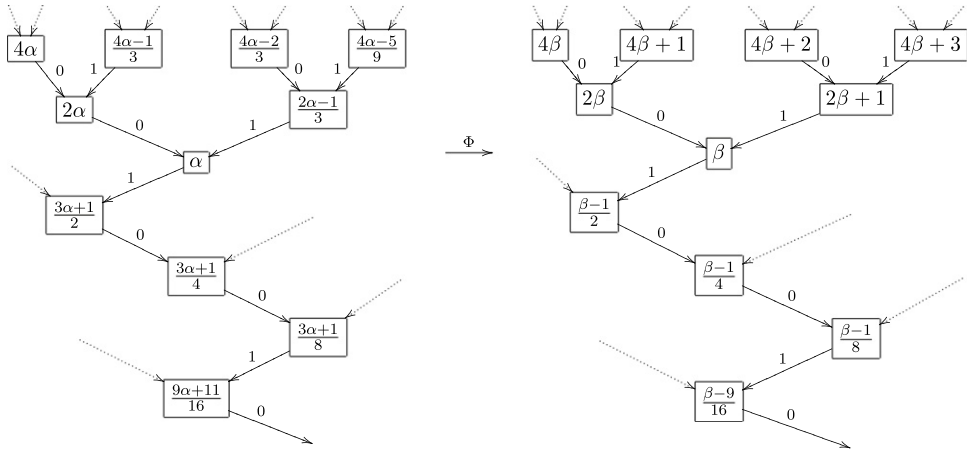 4α (4α−1)/3 (4α−2)/3 (4α−5)/9 4β 4β + 1 4β + 2 4β + 3
0 1 0 1 0 1 0 1
2α (2α−1)/3 2β 2β + 1
0 1 0 1
Φ
α β
1 1
(3α+1)/2 (β−1)/2
0 0
(3α+1)/4 (β−1)/4
0 0
(3α+1)/8 (β−1)/8
1 1
(9α+11)/16 (β−9)/16
0 0